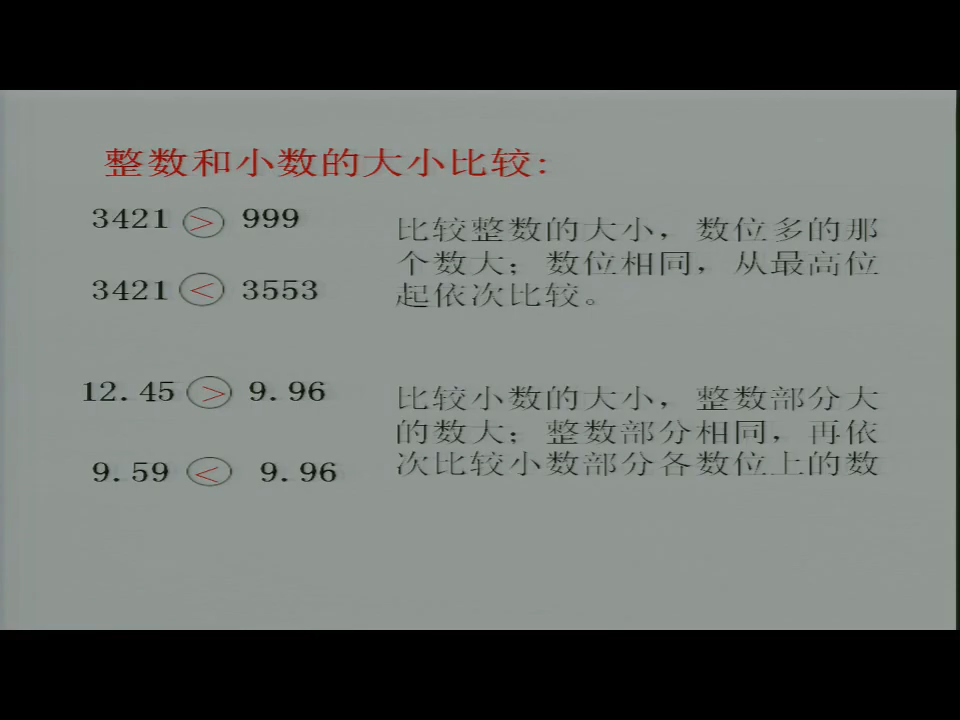 整数和小数的大小比较:
3421 > 999
3421 < 3553
比较整数的大小，数位多的那
个数大；数位相同，从最高位
起依次比较。
12.45 > 9.96
9.59 < 9.96
比较小数的大小，整数部分大
的数大；整数部分相同，再依
次比较小数部分各数位上的数